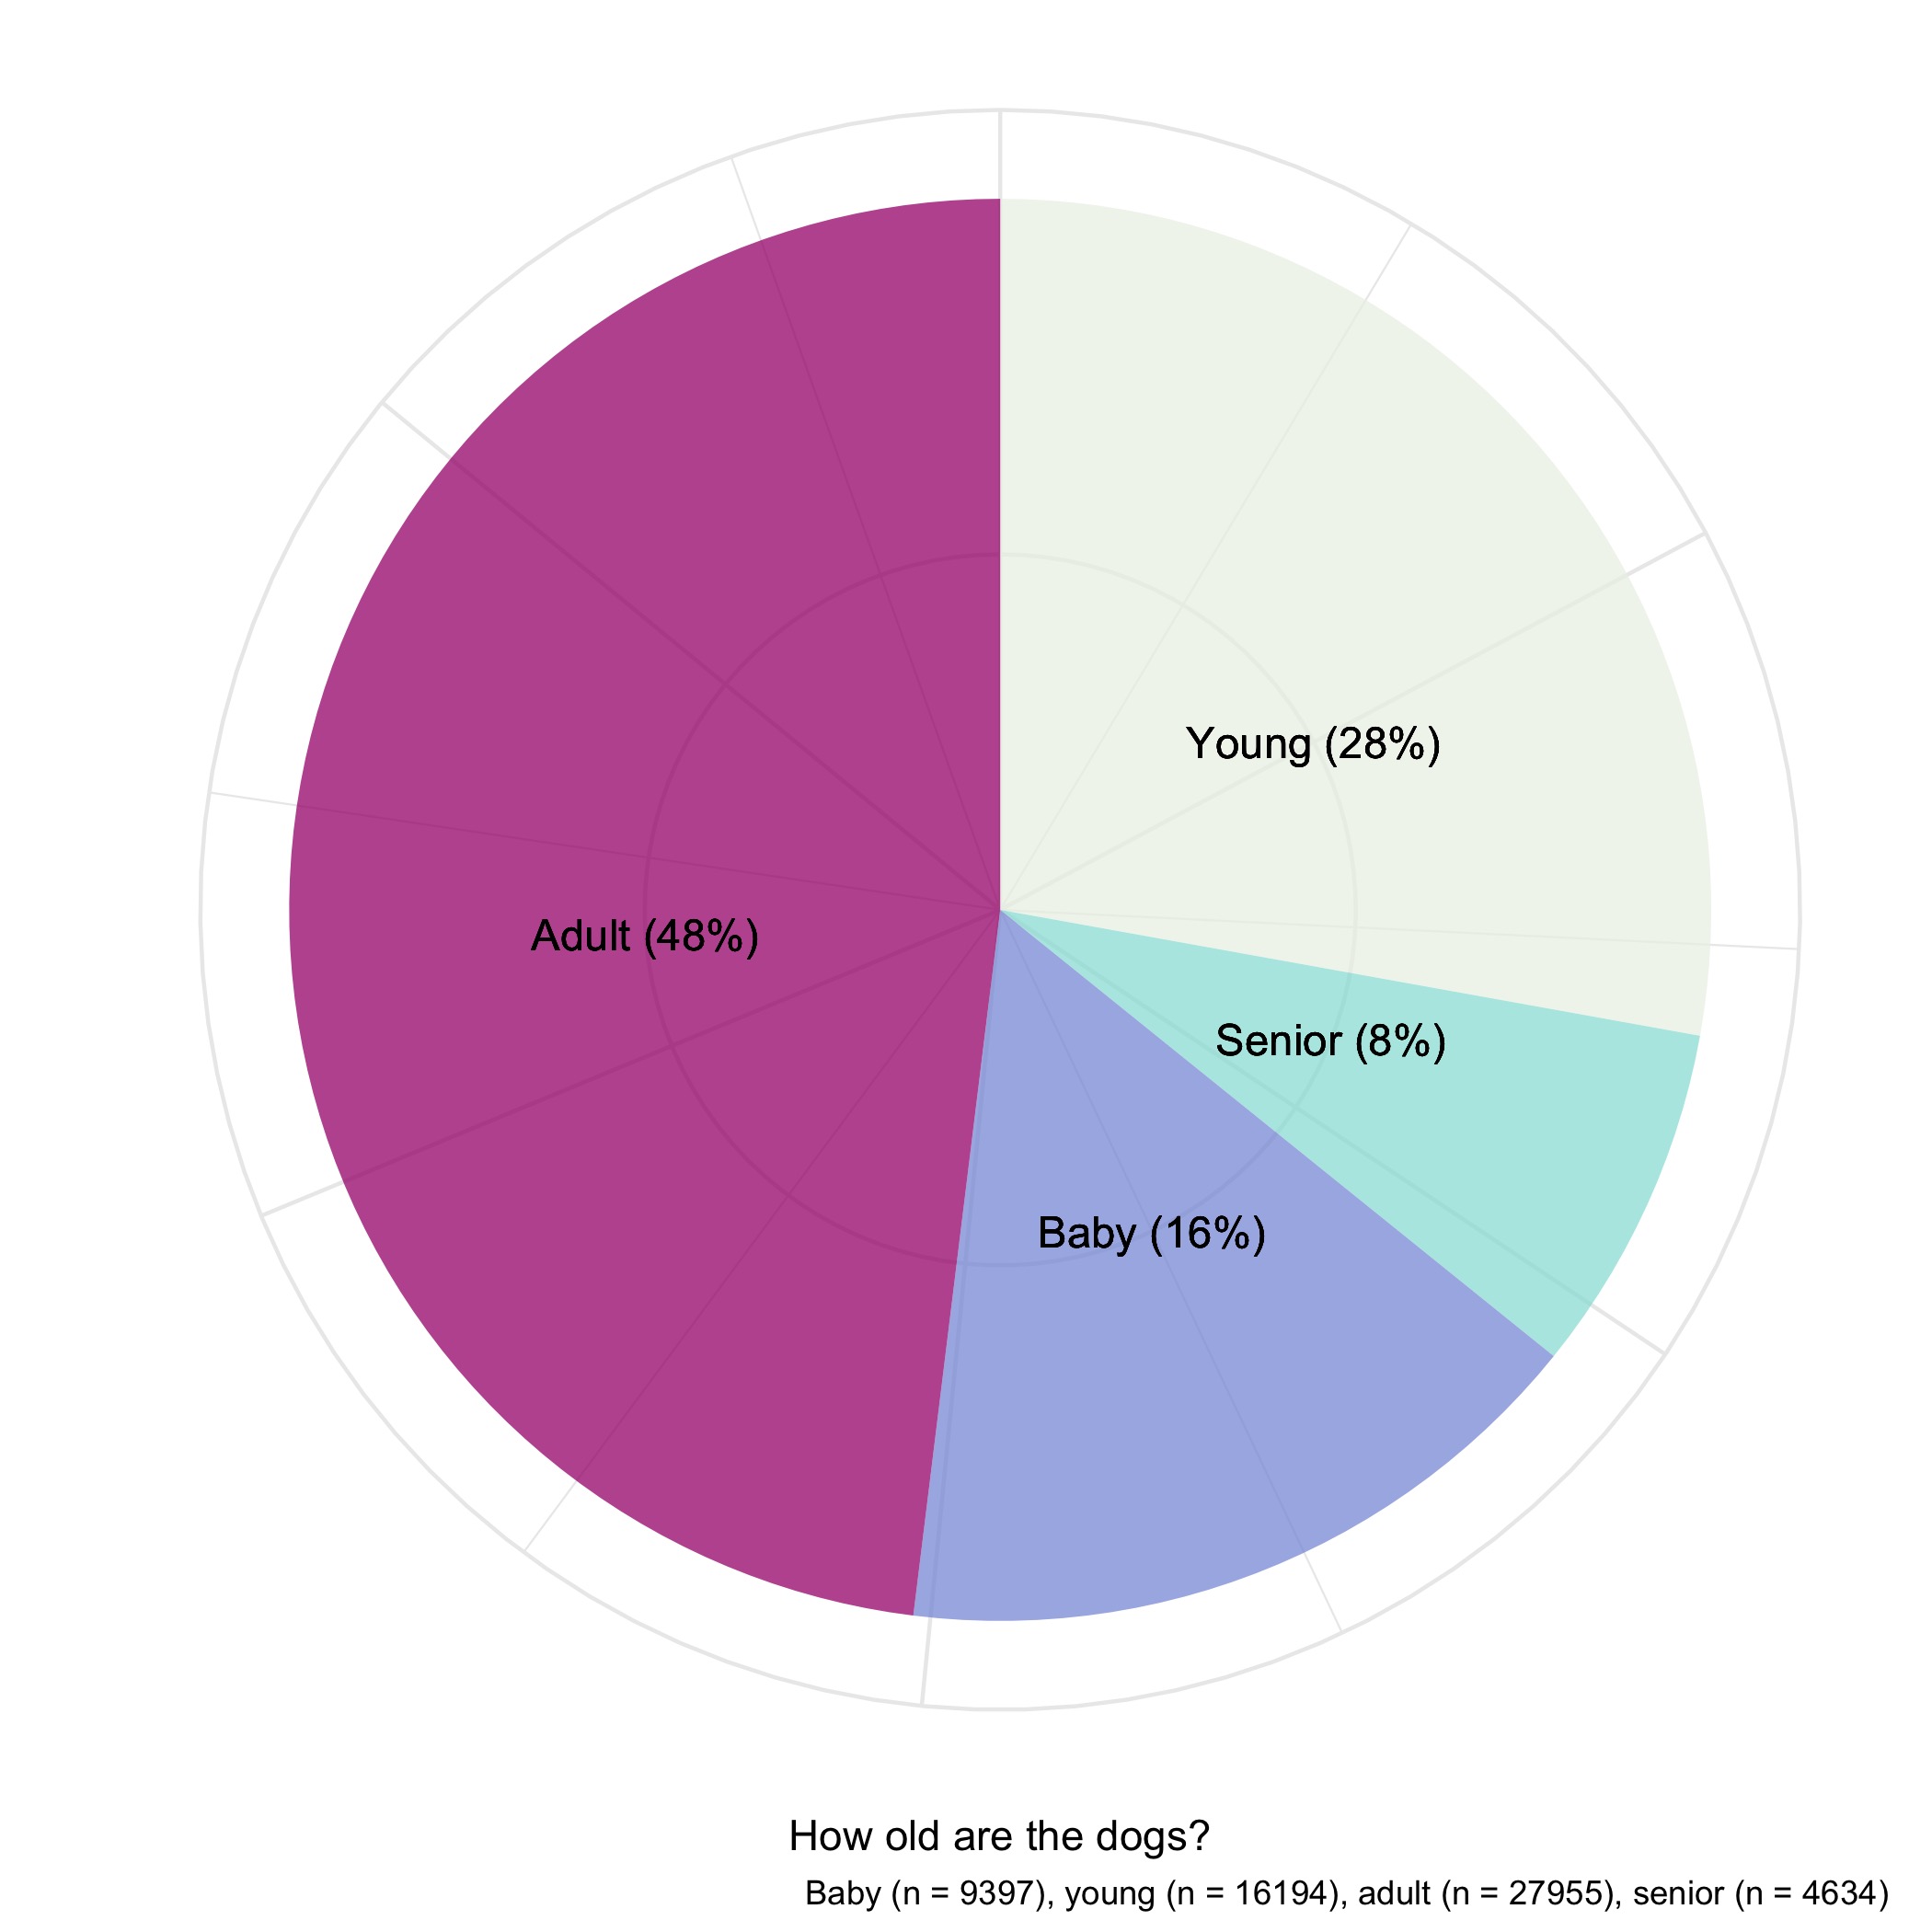 Young (28%)
Adult (48%)
Senior (8%)
Baby (16%)
How old are the dogs?
Baby (n = 9397), young (n = 16194), adult (n = 27955), senior (n = 4634)